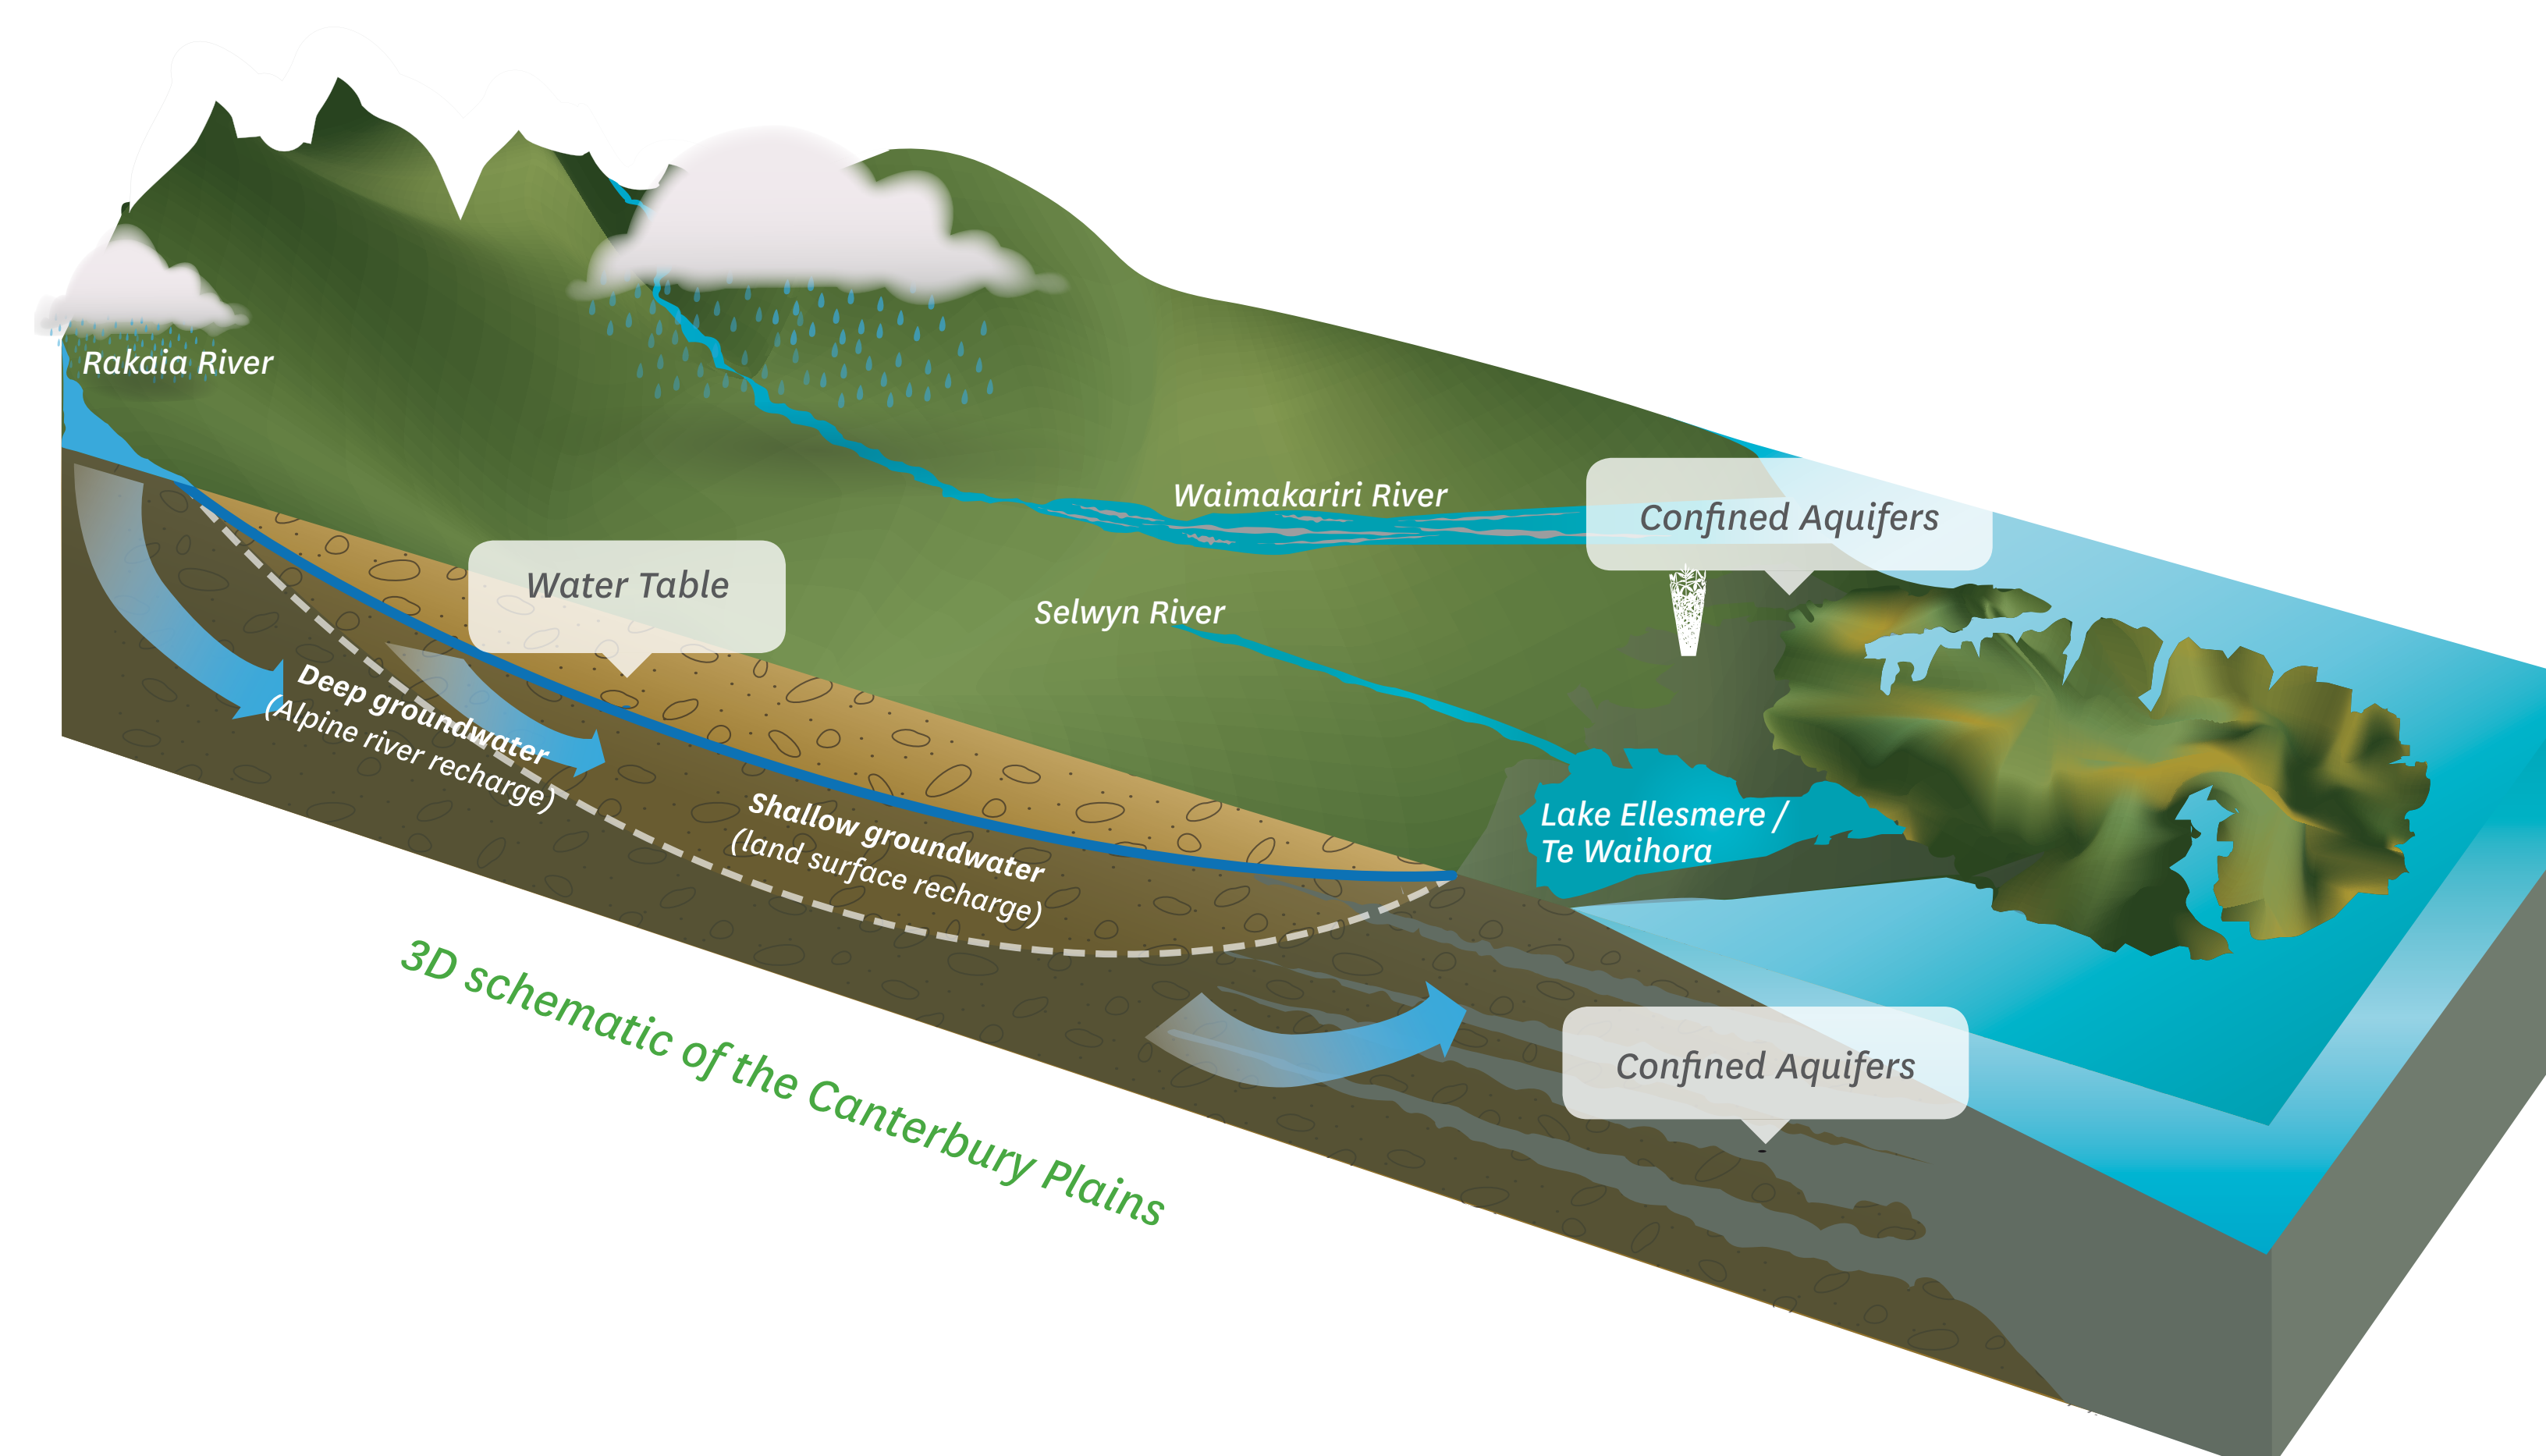 Rakaia River
Waimakariri River
Confined Aquifers
Water Table
Selwyn River
Deep groundwater
(Alpine river recharge)
Shallow groundwater
(land surface recharge)
Lake Ellesmere /
Te Waihora
Confined Aquifers
3D schematic of the Canterbury Plains